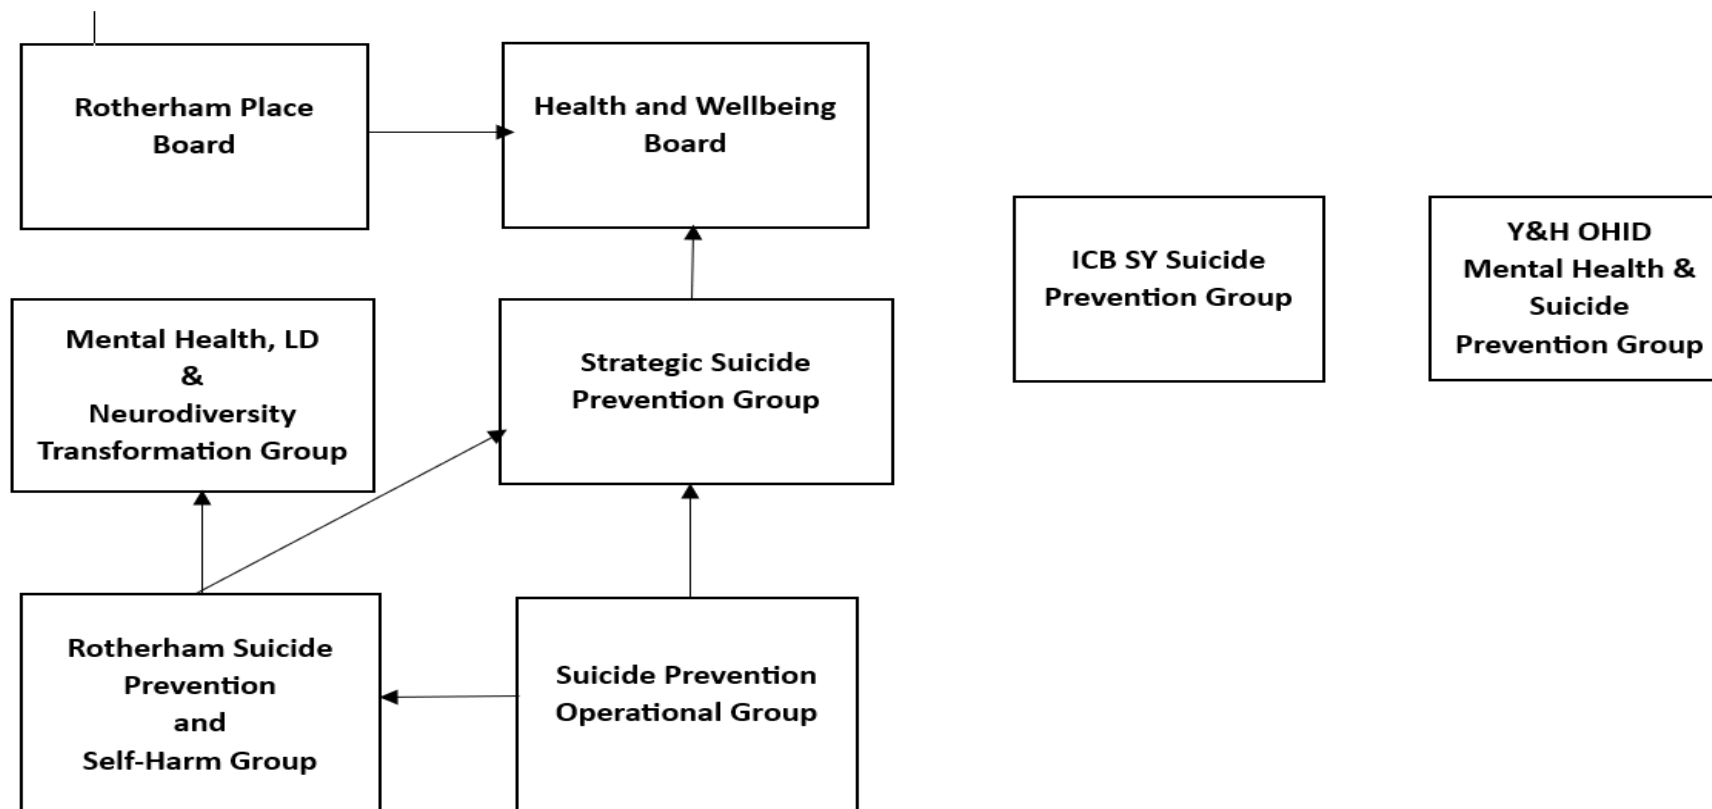 Rotherham Place
Board
Health and Wellbeing
Board
ICB SY Suicide
Prevention Group
Y&H OHID
Mental Health &
Suicide
Prevention Group
Mental Health, LD
&
Neurodiversity
Transformation Group
Strategic Suicide
Prevention Group
Rotherham Suicide
Prevention
and
Self-Harm Group
Suicide Prevention
Operational Group